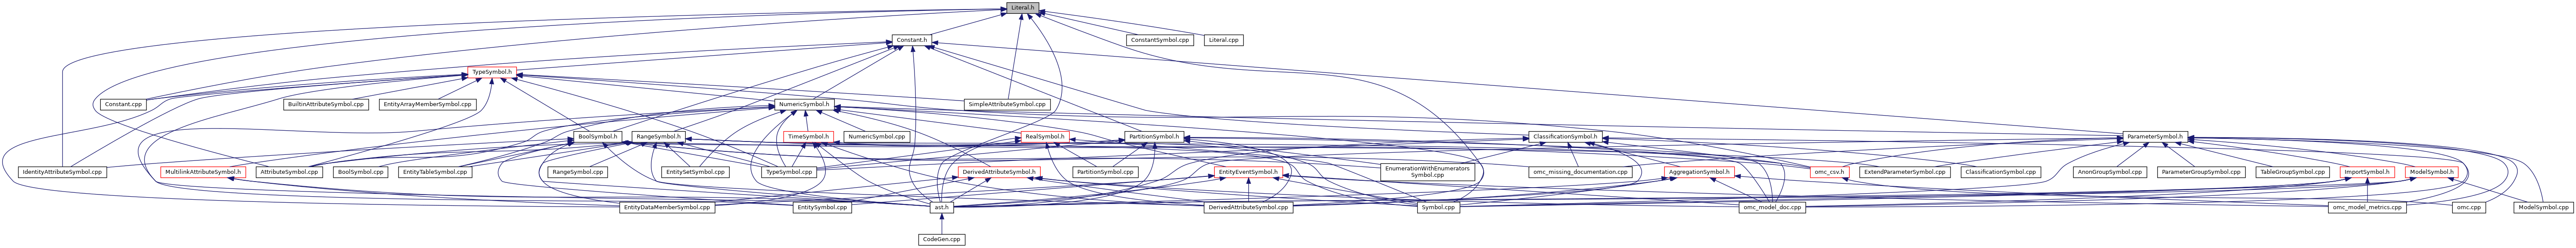 Literal.h
Constant.h
ConstantSymbol.cpp
Literal.cpp
TypeSymbol.h
Constant.cpp
BuiltinAttributeSymbol.cpp
EntityArrayMemberSymbol.cpp
NumericSymbol.h
SimpleAttributeSymbol.cpp
BoolSymbol.h
RangeSymbol.h
TimeSymbol.h
NumericSymbol.cpp
RealSymbol.h
PartitionSymbol.h
ClassificationSymbol.h
ParameterSymbol.h
IdentityAttributeSymbol.cpp
MultilinkAttributeSymbol.h
AttributeSymbol.cpp
BoolSymbol.cpp
EntityTableSymbol.cpp
RangeSymbol.cpp
EntitySetSymbol.cpp
TypeSymbol.cpp
DerivedAttributeSymbol.h
PartitionSymbol.cpp
EntityEventSymbol.h
EnumerationWithEnumerators
Symbol.cpp
omc_missing_documentation.cpp
AggregationSymbol.h
omc_csv.h
ExtendParameterSymbol.cpp
ClassificationSymbol.cpp
AnonGroupSymbol.cpp
ParameterGroupSymbol.cpp
TableGroupSymbol.cpp
ImportSymbol.h
ModelSymbol.h
EntityDataMemberSymbol.cpp
EntitySymbol.cpp
ast.h
DerivedAttributeSymbol.cpp
Symbol.cpp
omc_model_doc.cpp
omc_model_metrics.cpp
omc.cpp
ModelSymbol.cpp
CodeGen.cpp